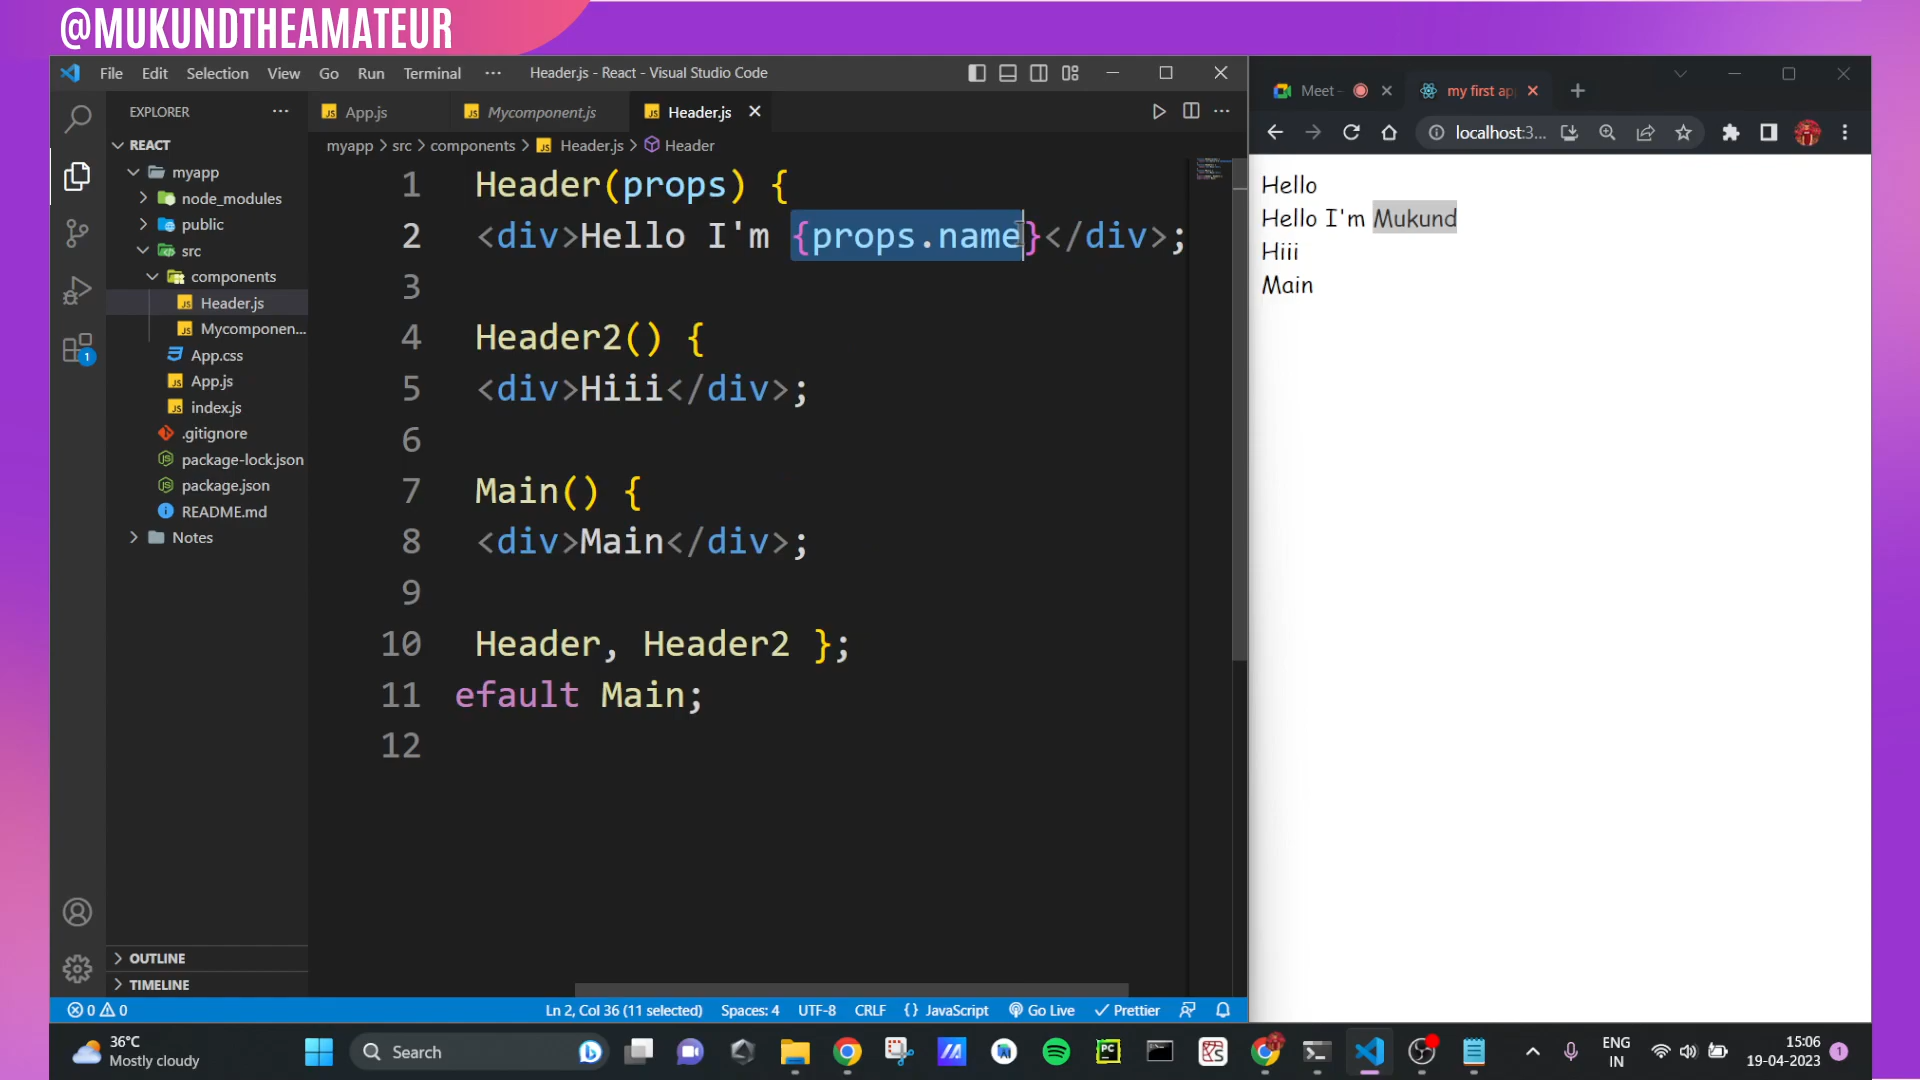 @MUKUNDTHEAMATEUR
File Edit Selection View Go Run Terminal ··· Header.js - React - Visual Studio Code
EXPLORER ···
App.js Mycomponent.js Header.js
myapp > src > components > Header.js > Header
REACT
myapp
node_modules
public
src
components
Header.js
Mycomponen...
App.css
App.js
index.js
.gitignore
package-lock.json
package.json
README.md
Notes
OUTLINE
TIMELINE
1 Header(props) {
2 <div>Hello I'm {props.name}</div>;
3
4 Header2() {
5 <div>Hiii</div>;
6
7 Main() {
8 <div>Main</div>;
9
10 Header, Header2 };
11 efault Main;
12
1
0 0 Ln 2, Col 36 (11 selected) Spaces: 4 UTF-8 CRLF {} JavaScript Go Live Prettier
Meet - my first ap
localhost:3...
Hello
Hello I'm Mukund
Hiii
Main
36°C
Mostly cloudy
Search
PC
ENG
IN
15:06
19-04-2023
1